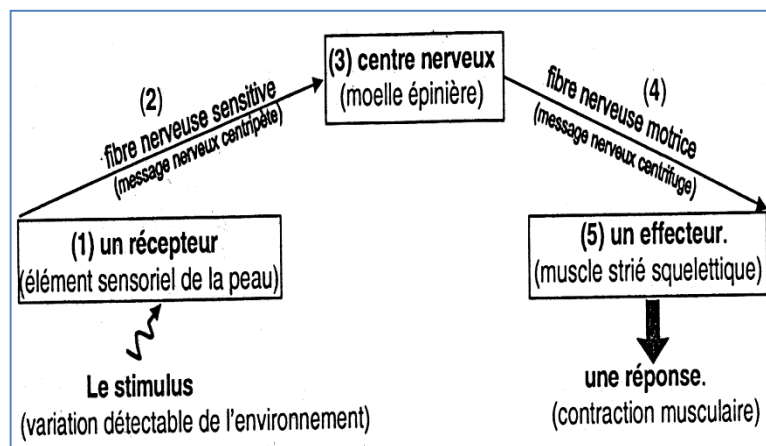 (3) centre nerveux
(moelle épinière)
(2)
fibre nerveuse sensitive
(message nerveux centripète)
(4)
fibre nerveuse motrice
(message nerveux centrifuge)
(1) un récepteur
(élément sensoriel de la peau)
(5) un effecteur.
(muscle strié squelettique)
Le stimulus
(variation détectable de l'environnement)
une réponse.
(contraction musculaire)